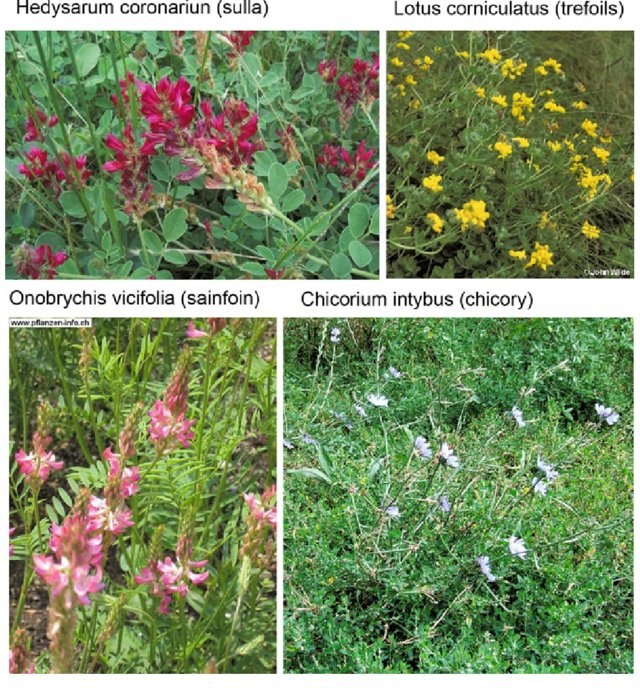 Hedysarum coronariun (sulla)
Lotus corniculatus (trefoils)
© John Wilde
Onobrychis vicifolia (sainfoin)
Chicorium intybus (chicory)
www.pflanzen-info.ch